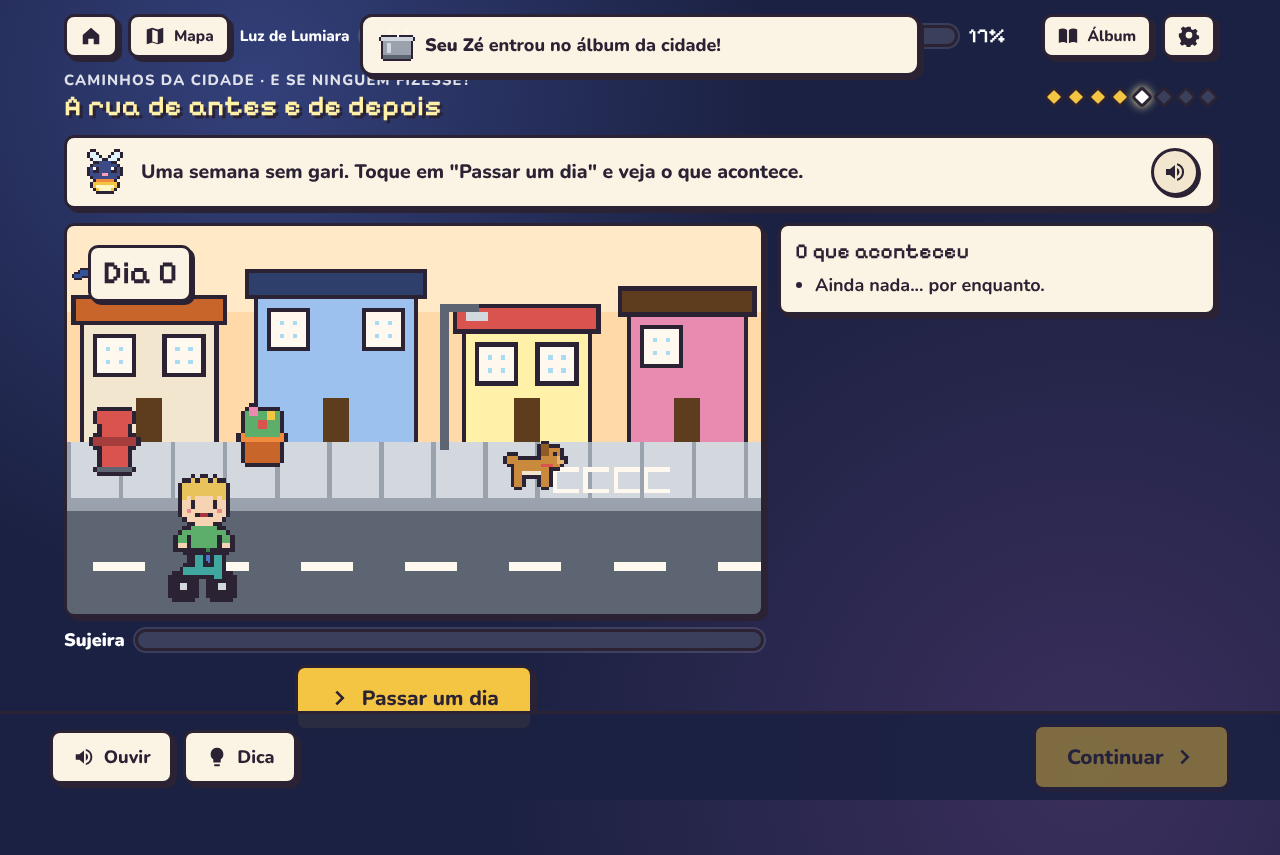 Mapa
Luz de Lumiara
Seu Zé entrou no álbum da cidade!
17%
Álbum
CAMINHOS DA CIDADE · E SE NINGUÉM FIZESSE?
A rua de antes e de depois
Uma semana sem gari. Toque em "Passar um dia" e veja o que acontece.
Dia 0
O que aconteceu
• Ainda nada... por enquanto.
Sujeira
Passar um dia
Ouvir
Dica
Continuar